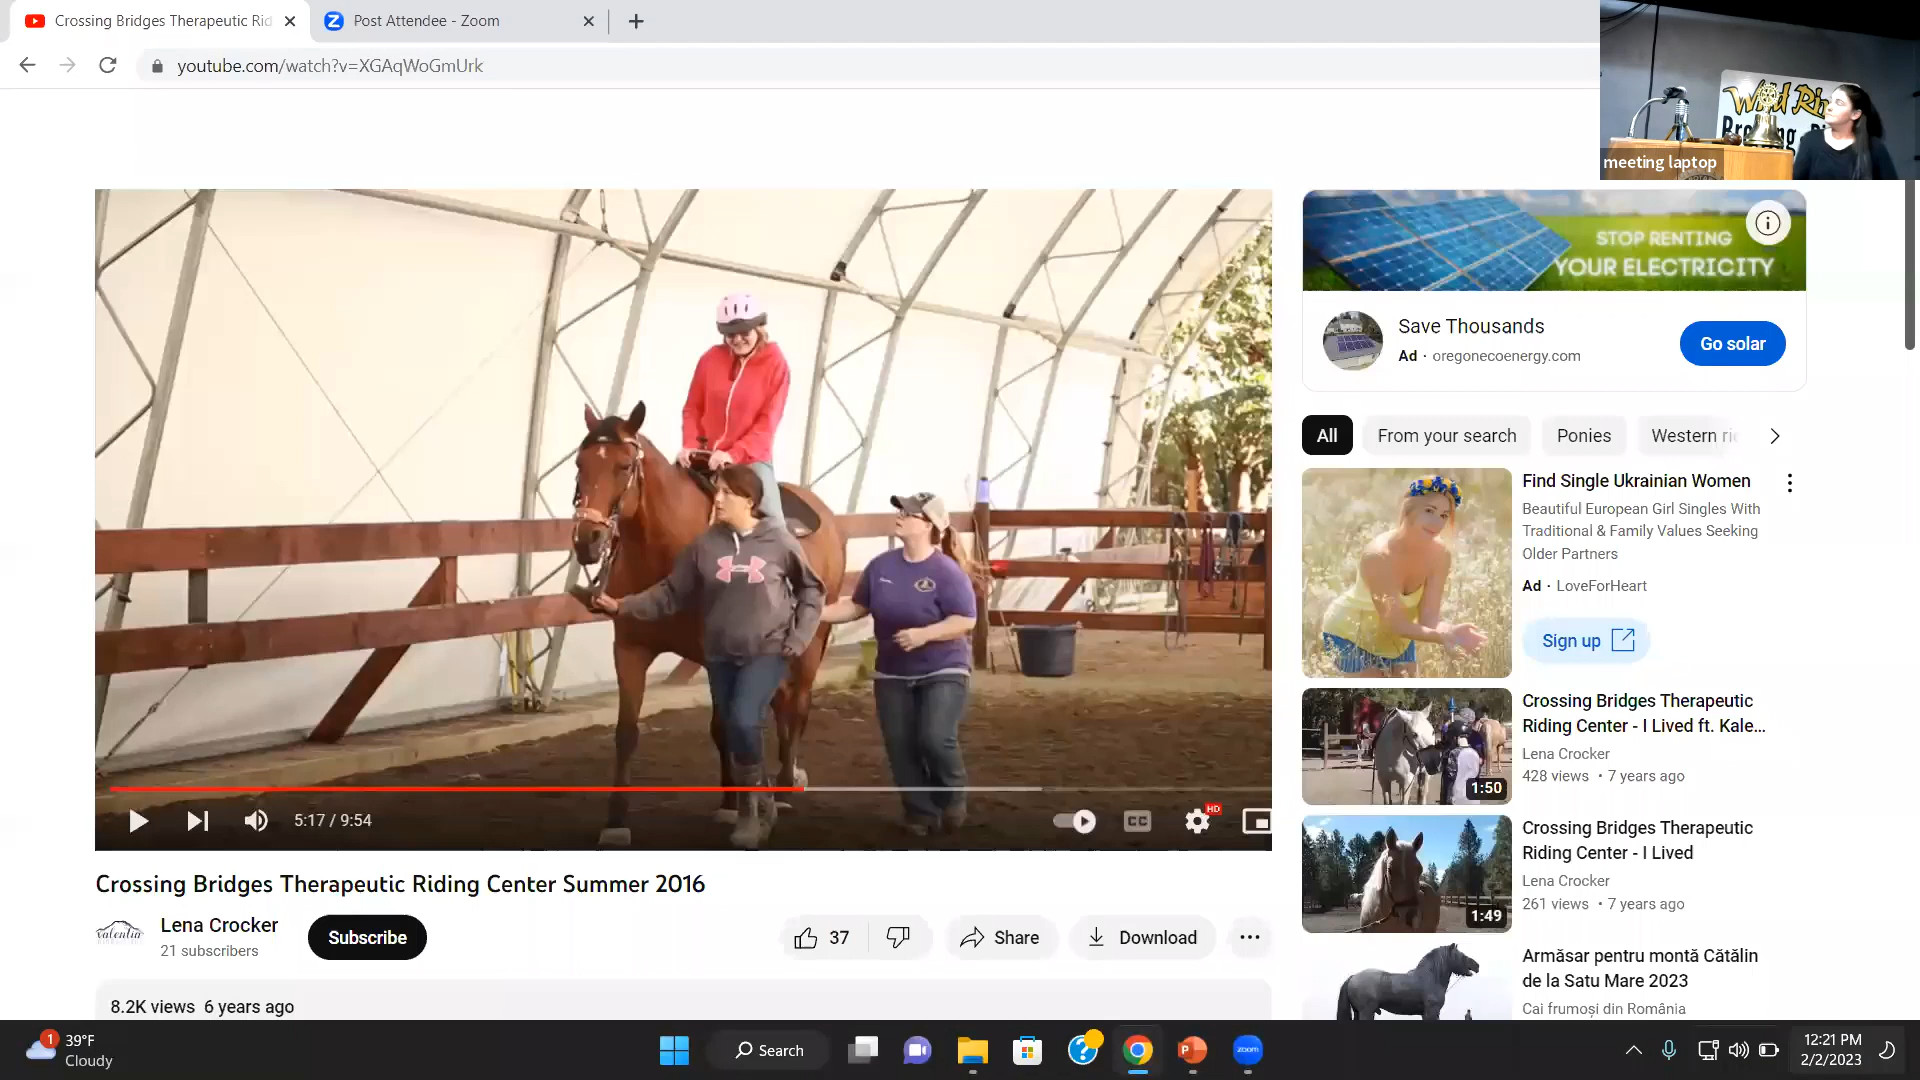 Crossing Bridges Therapeutic Rid
Post Attendee - Zoom
youtube.com/watch?v=XGAqWoGmUrk
meeting laptop
STOP RENTING
YOUR ELECTRICITY
Save Thousands
Ad · oregonecoenergy.com
Go solar
All
From your search
Ponies
Western ri
Find Single Ukrainian Women
Beautiful European Girl Singles With
Traditional & Family Values Seeking
Older Partners
Ad · LoveForHeart
Sign up
Crossing Bridges Therapeutic
Riding Center - I Lived ft. Kale...
Lena Crocker
428 views • 7 years ago
1:50
Crossing Bridges Therapeutic
Riding Center - I Lived
Lena Crocker
261 views • 7 years ago
1:49
Armăsar pentru montă Cătălin
de la Satu Mare 2023
Cai frumoși din România
5:17 / 9:54
CC
HD
Crossing Bridges Therapeutic Riding Center Summer 2016
valentia
Lena Crocker
21 subscribers
Subscribe
37
Share
Download
8.2K views 6 years ago
1
39°F
Cloudy
Search
zoom
12:21 PM
2/2/2023